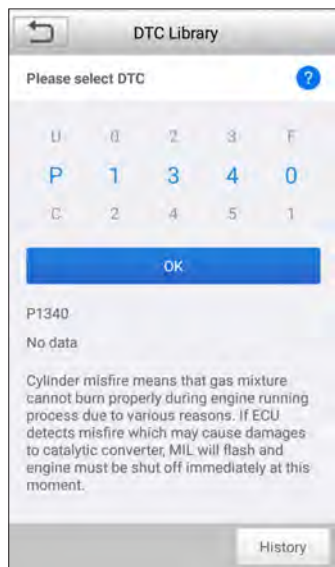 DTC Library
Please select DTC ?
U 0 2 3 F
P 1 3 4 0
C 2 4 5 1
OK
P1340
No data
Cylinder misfire means that gas mixture
cannot burn properly during engine running
process due to various reasons. If ECU
detects misfire which may cause damages
to catalytic converter, MIL will flash and
engine must be shut off immediately at this
moment.
History